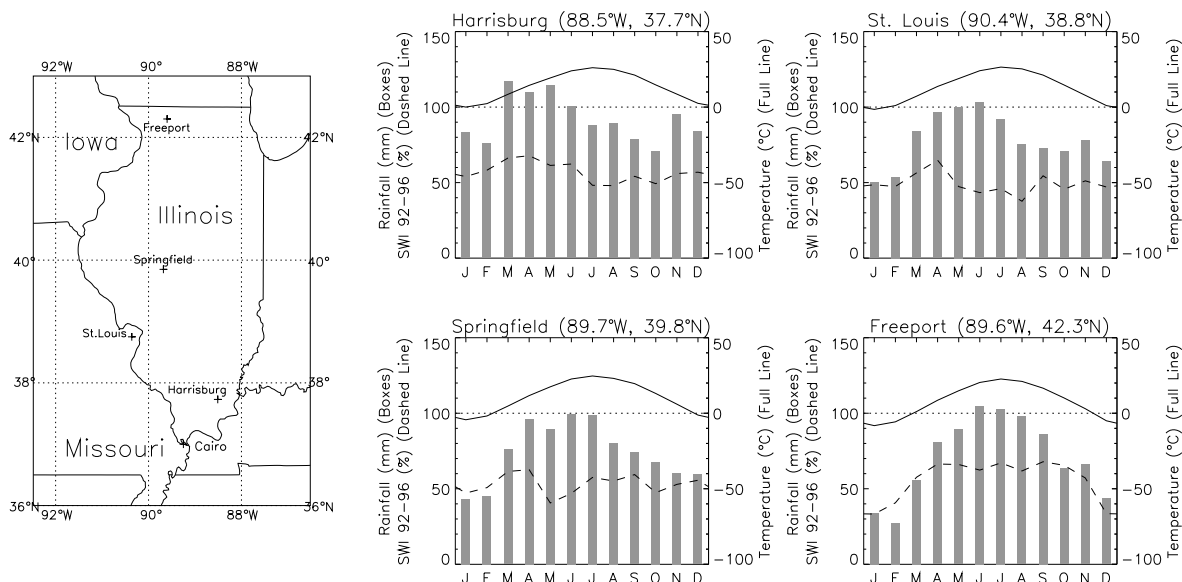 92°W 90° 88°W
Freeport
42°N 42°N
Iowa
Illinois
40° 40°
Springfield
St.Louis
38° 38°
Harrisburg
Missouri Cairo
36°N 36°N
92°W 90° 88°W
Harrisburg (88.5°W, 37.7°N)
Rainfall (mm) (Boxes)
SWI 92-96 (%) (Dashed Line)
150
100
50
0
J F M A M J J A S O N D
50
0
-50
-100
Temperature (°C) (Full Line)
St. Louis (90.4°W, 38.8°N)
Rainfall (mm) (Boxes)
SWI 92-96 (%) (Dashed Line)
150
100
50
0
J F M A M J J A S O N D
50
0
-50
-100
Temperature (°C) (Full Line)
Springfield (89.7°W, 39.8°N)
Rainfall (mm) (Boxes)
SWI 92-96 (%) (Dashed Line)
150
100
50
0
J F M A M J J A S O N D
50
0
-50
-100
Temperature (°C) (Full Line)
Freeport (89.6°W, 42.3°N)
Rainfall (mm) (Boxes)
SWI 92-96 (%) (Dashed Line)
150
100
50
0
J F M A M J J A S O N D
50
0
-50
-100
Temperature (°C) (Full Line)